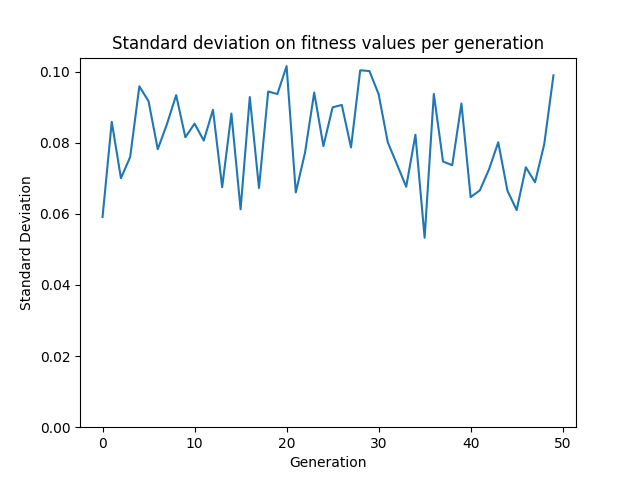 Standard deviation on fitness values per generation
0.10
0.08
0.06
0.04
0.02
0.00
Standard Deviation
0 10 20 30 40 50
Generation